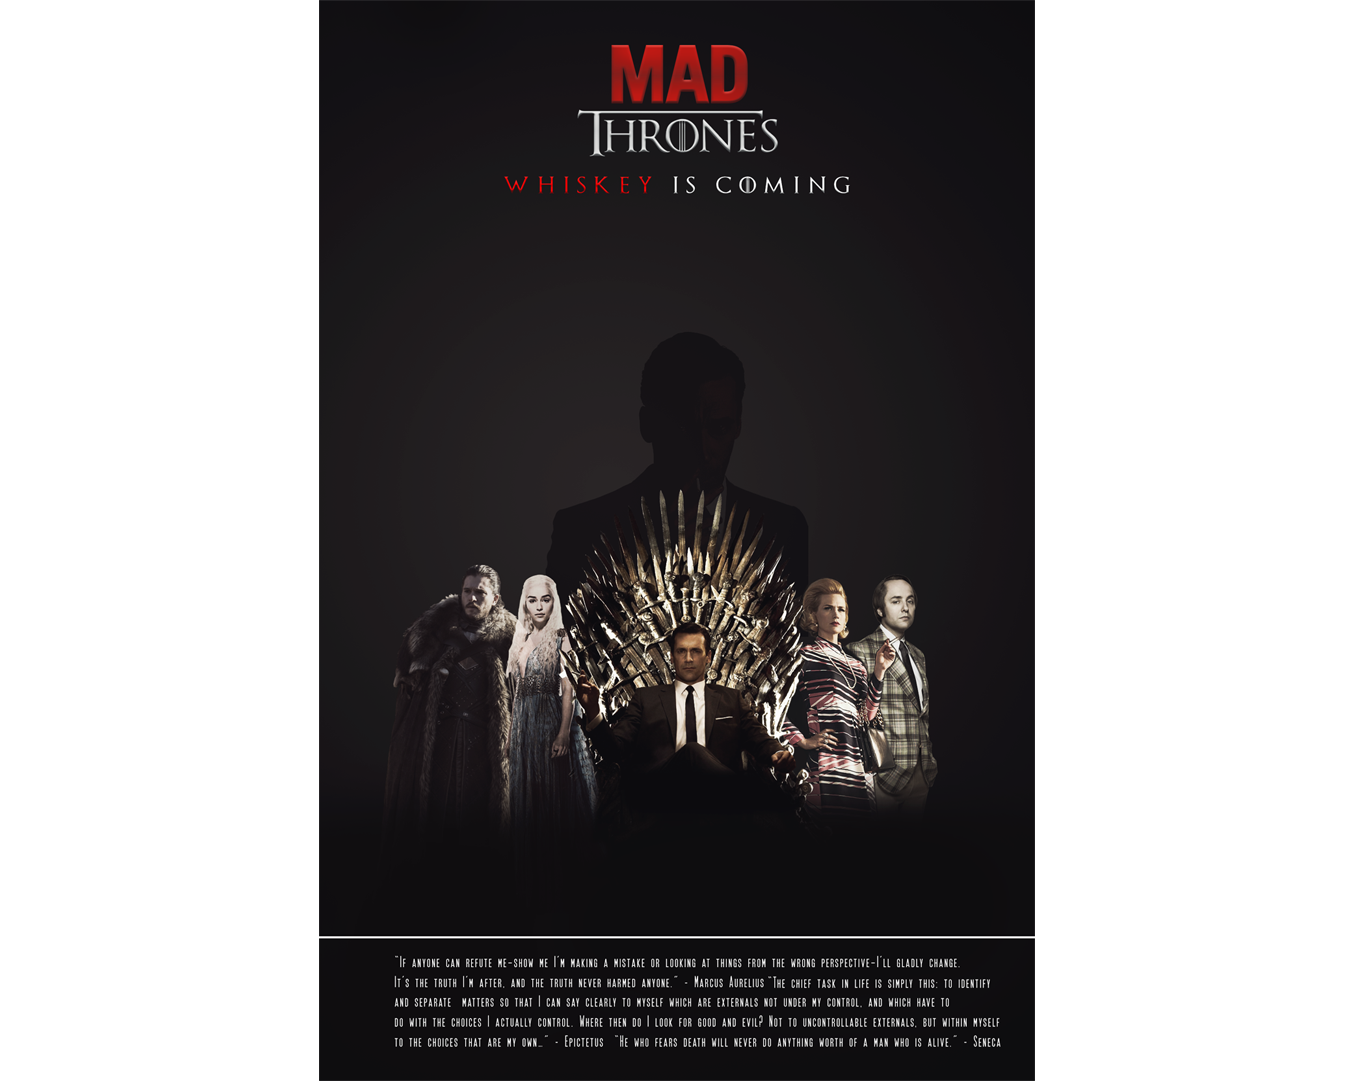 MAD
THRONES
WHISKEY IS COMING
"If anyone can refute me-show me I'm making a mistake or looking at things from the wrong perspective-I'll gladly change.
It's the truth I'm after, and the truth never harmed anyone." - Marcus Aurelius "The chief task in life is simply this: to identify
and separate matters so that I can say clearly to myself which are externals not under my control, and which have to
do with the choices I actually control. Where then do I look for good and evil? Not to uncontrollable externals, but within myself
to the choices that are my own..." - Epictetus "He who fears death will never do anything worth of a man who is alive." - Seneca